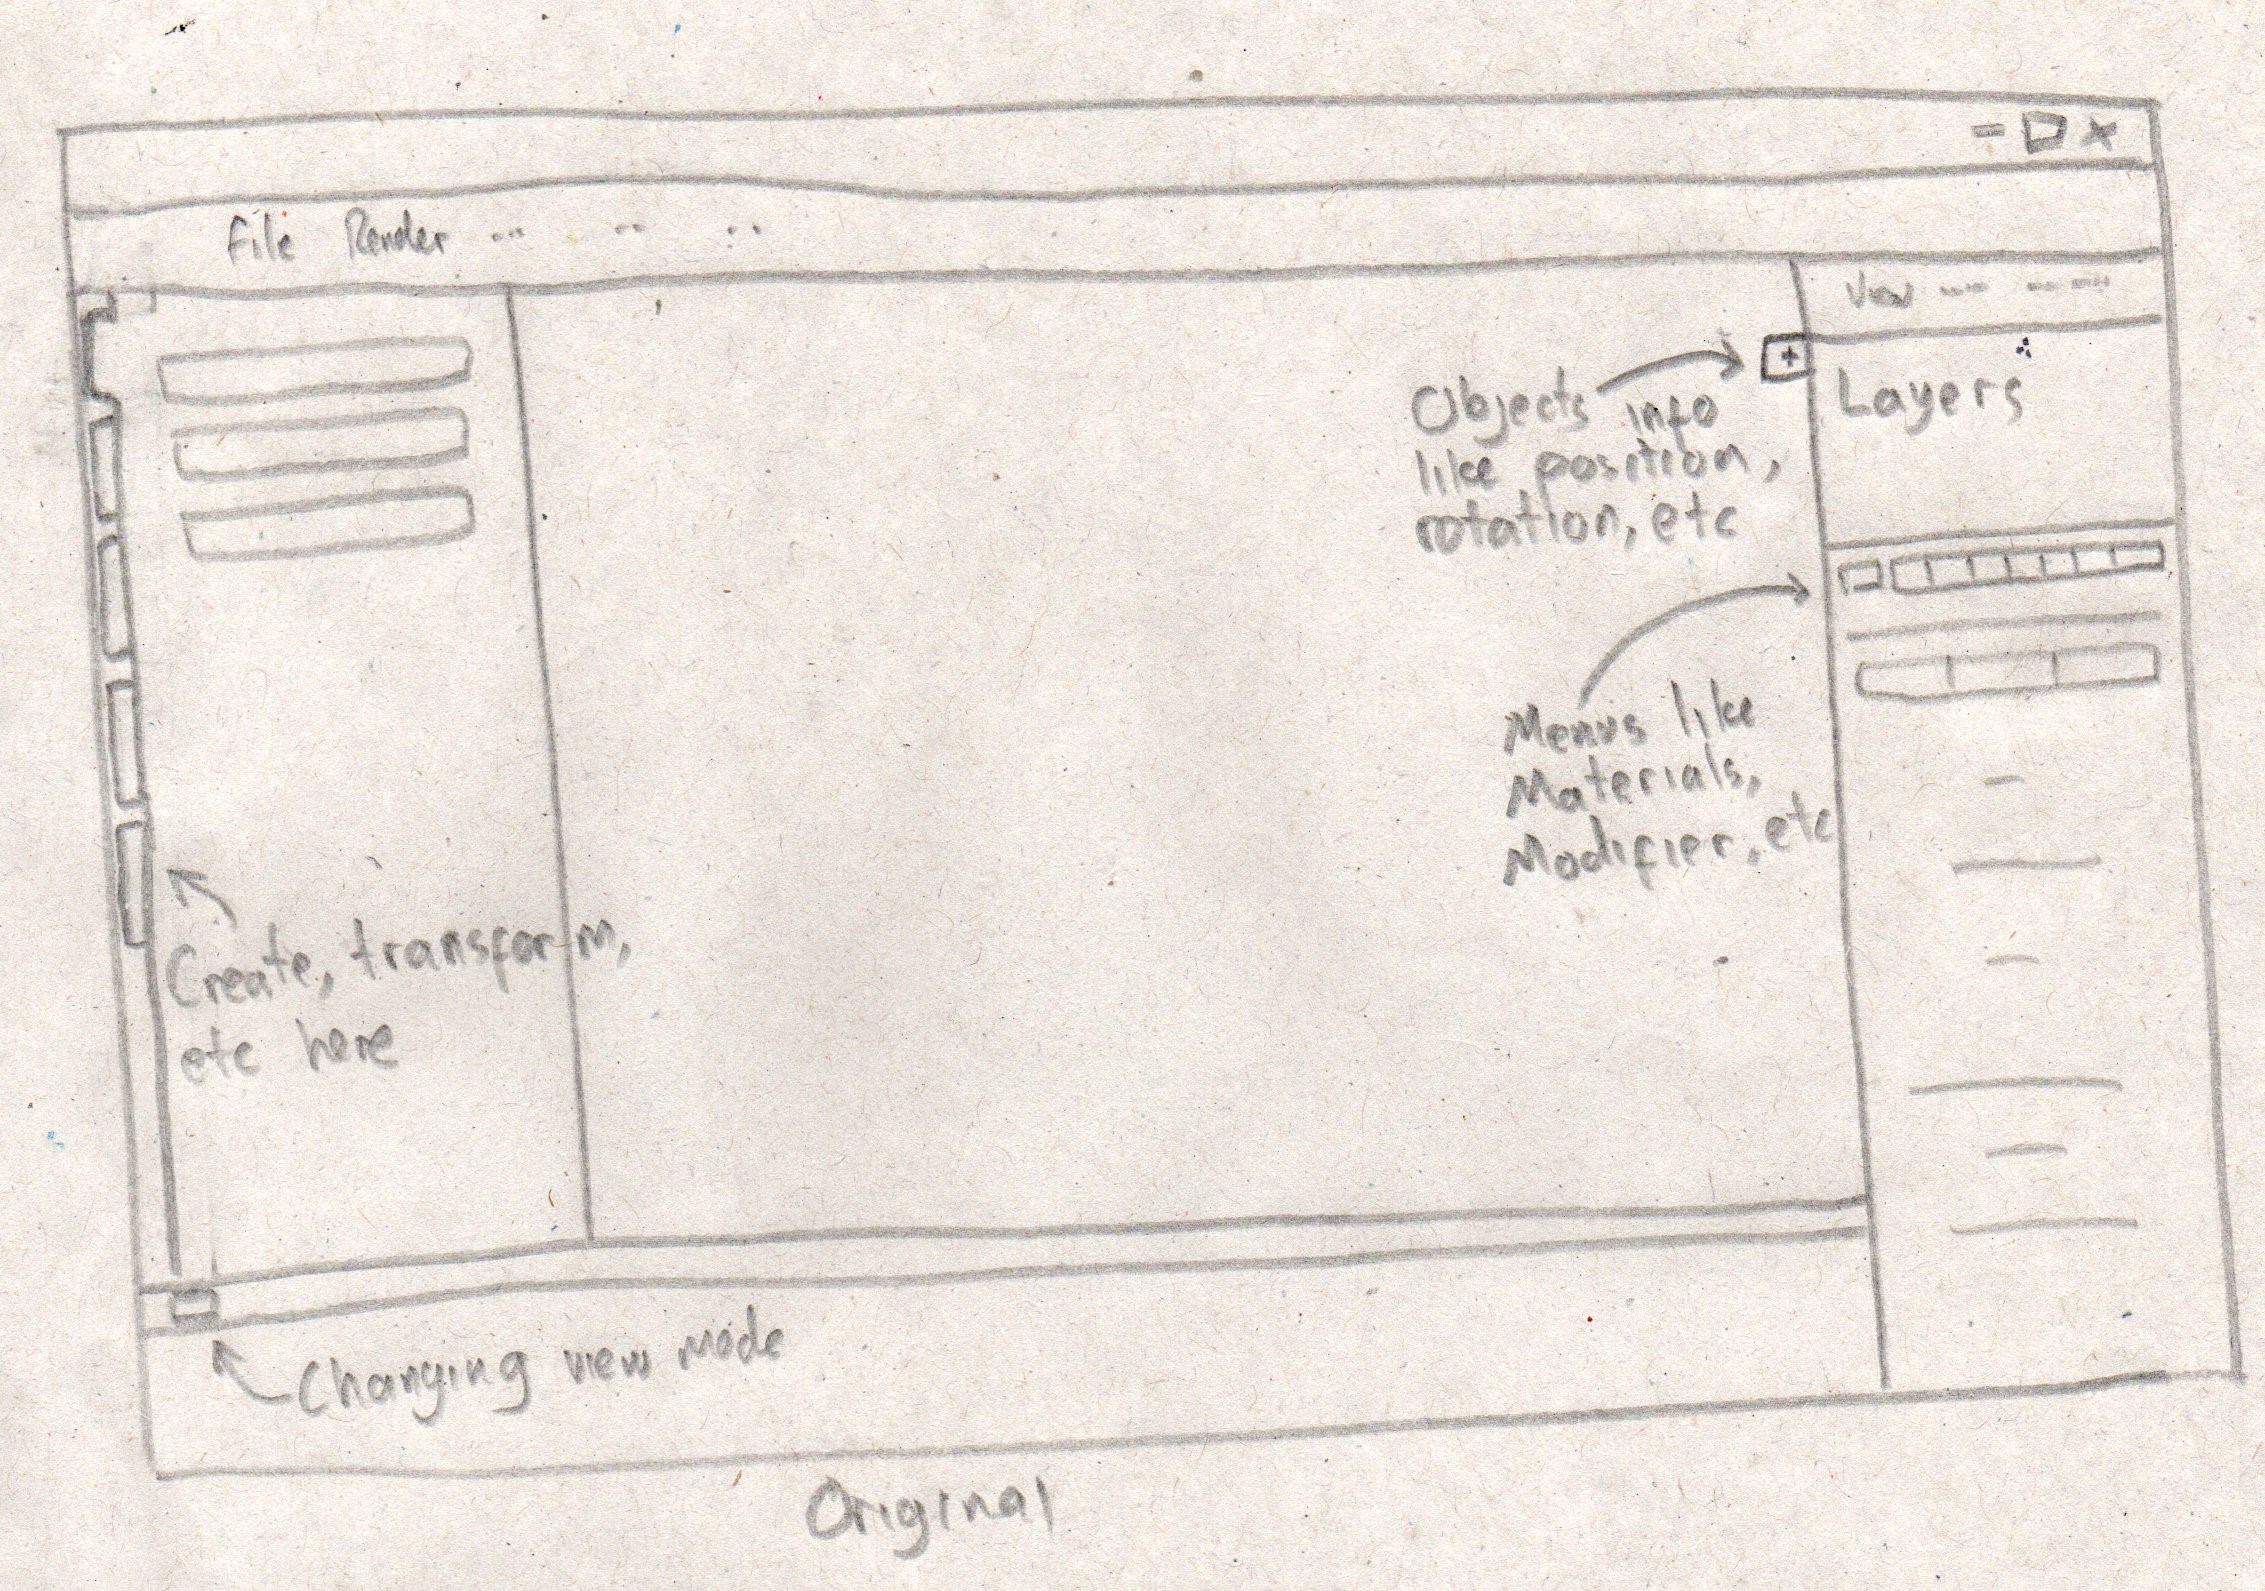 File Render ... .. ..
View
Layers
Objects info
like position,
rotation, etc
Menus like
Materials,
Modifier, etc
Create, transform,
etc here
Changing view mode
Original